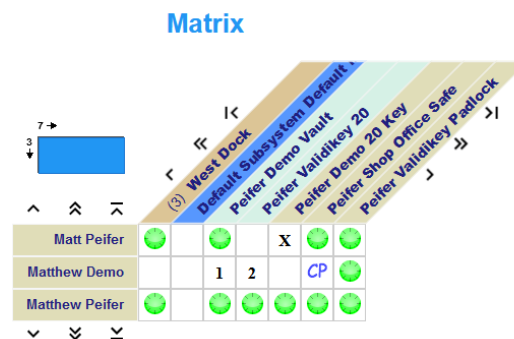 Matrix
7
3
(3) West Dock
Default Subsystem Default
Peifer Demo Vault
Peifer Validikey 20
Peifer Demo 20 Key
Peifer Shop Office Safe
Peifer Validikey Padlock
Matt Peifer
X
Matthew Demo
1 2 CP
Matthew Peifer